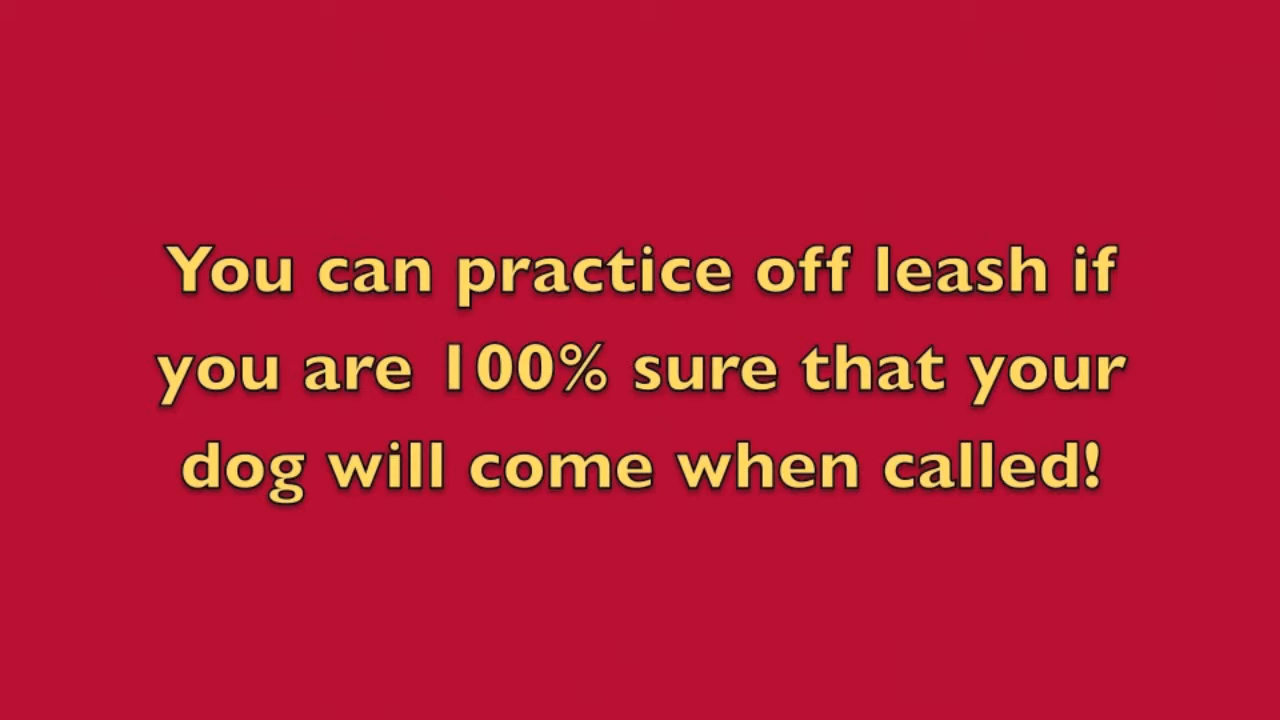 You can practice off leash if
you are 100% sure that your
dog will come when called!